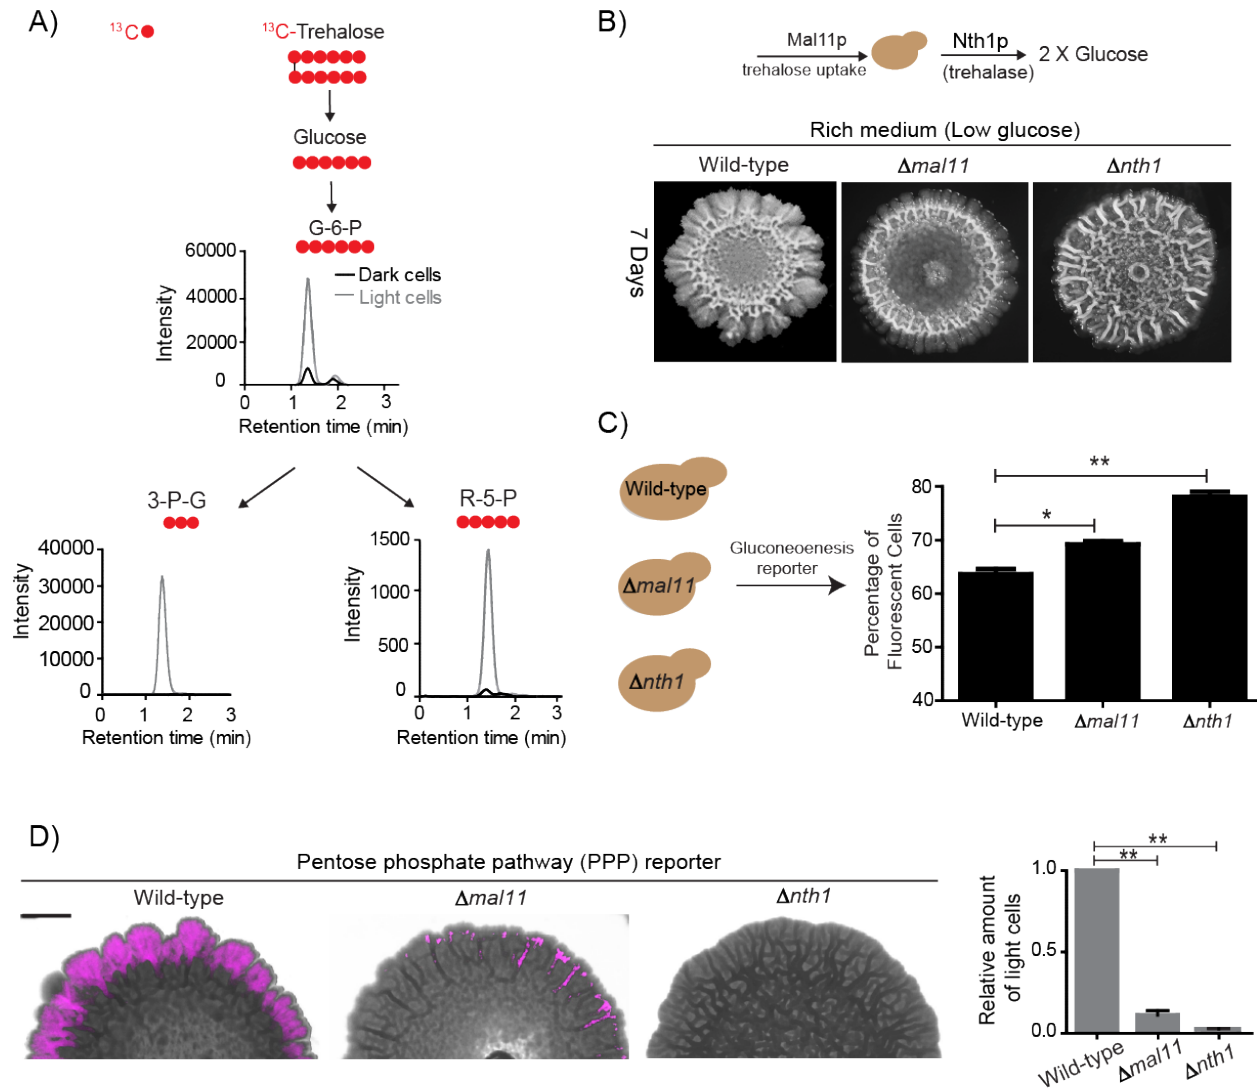 A)
13C
13C-Trehalose
Glucose
G-6-P
60000
40000
20000
0
Intensity
Dark cells
Light cells
0 1 2 3
Retention time (min)
3-P-G
40000
30000
20000
10000
0
Intensity
0 1 2 3
Retention time (min)
R-5-P
1500
1000
500
0
Intensity
0 1 2 3
Retention time (min)
B)
Mal11p
trehalose uptake
Nth1p
(trehalase)
2 X Glucose
Rich medium (Low glucose)
Wild-type Δmal11 Δnth1
7 Days
C)
Wild-type
Δmal11
Δnth1
Gluconeoenesis
reporter
Percentage of
Fluorescent Cells
80
70
60
50
40
**
*
Wild-type Δmal11 Δnth1
D)
Pentose phosphate pathway (PPP) reporter
Wild-type Δmal11 Δnth1
Relative amount
of light cells
1.0
0.5
0.0
**
**
Wild-type Δmal11 Δnth1